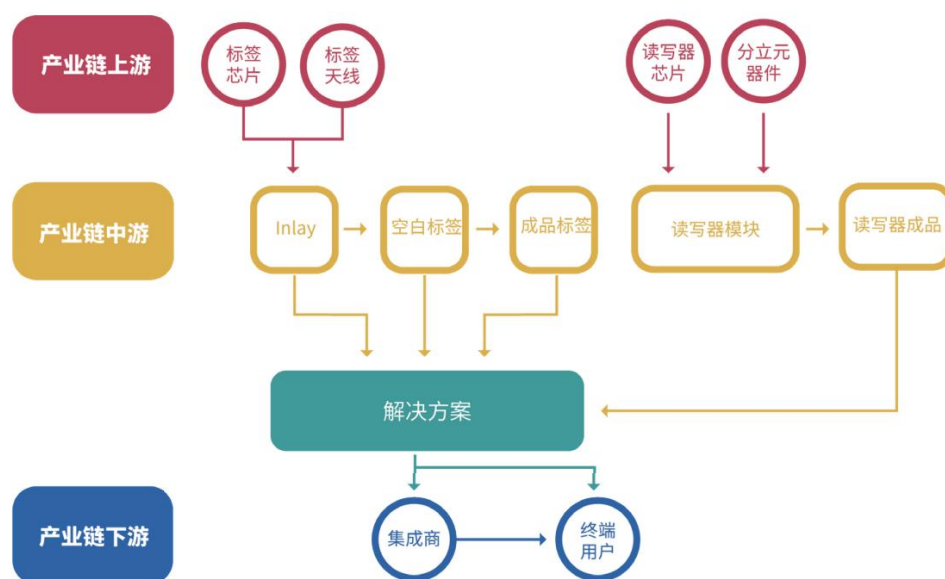 产业链上游
标签
芯片
标签
天线
读写器
芯片
分立元
器件
产业链中游
Inlay
空白标签
成品标签
读写器模块
读写器成品
解决方案
产业链下游
集成商
终端
用户